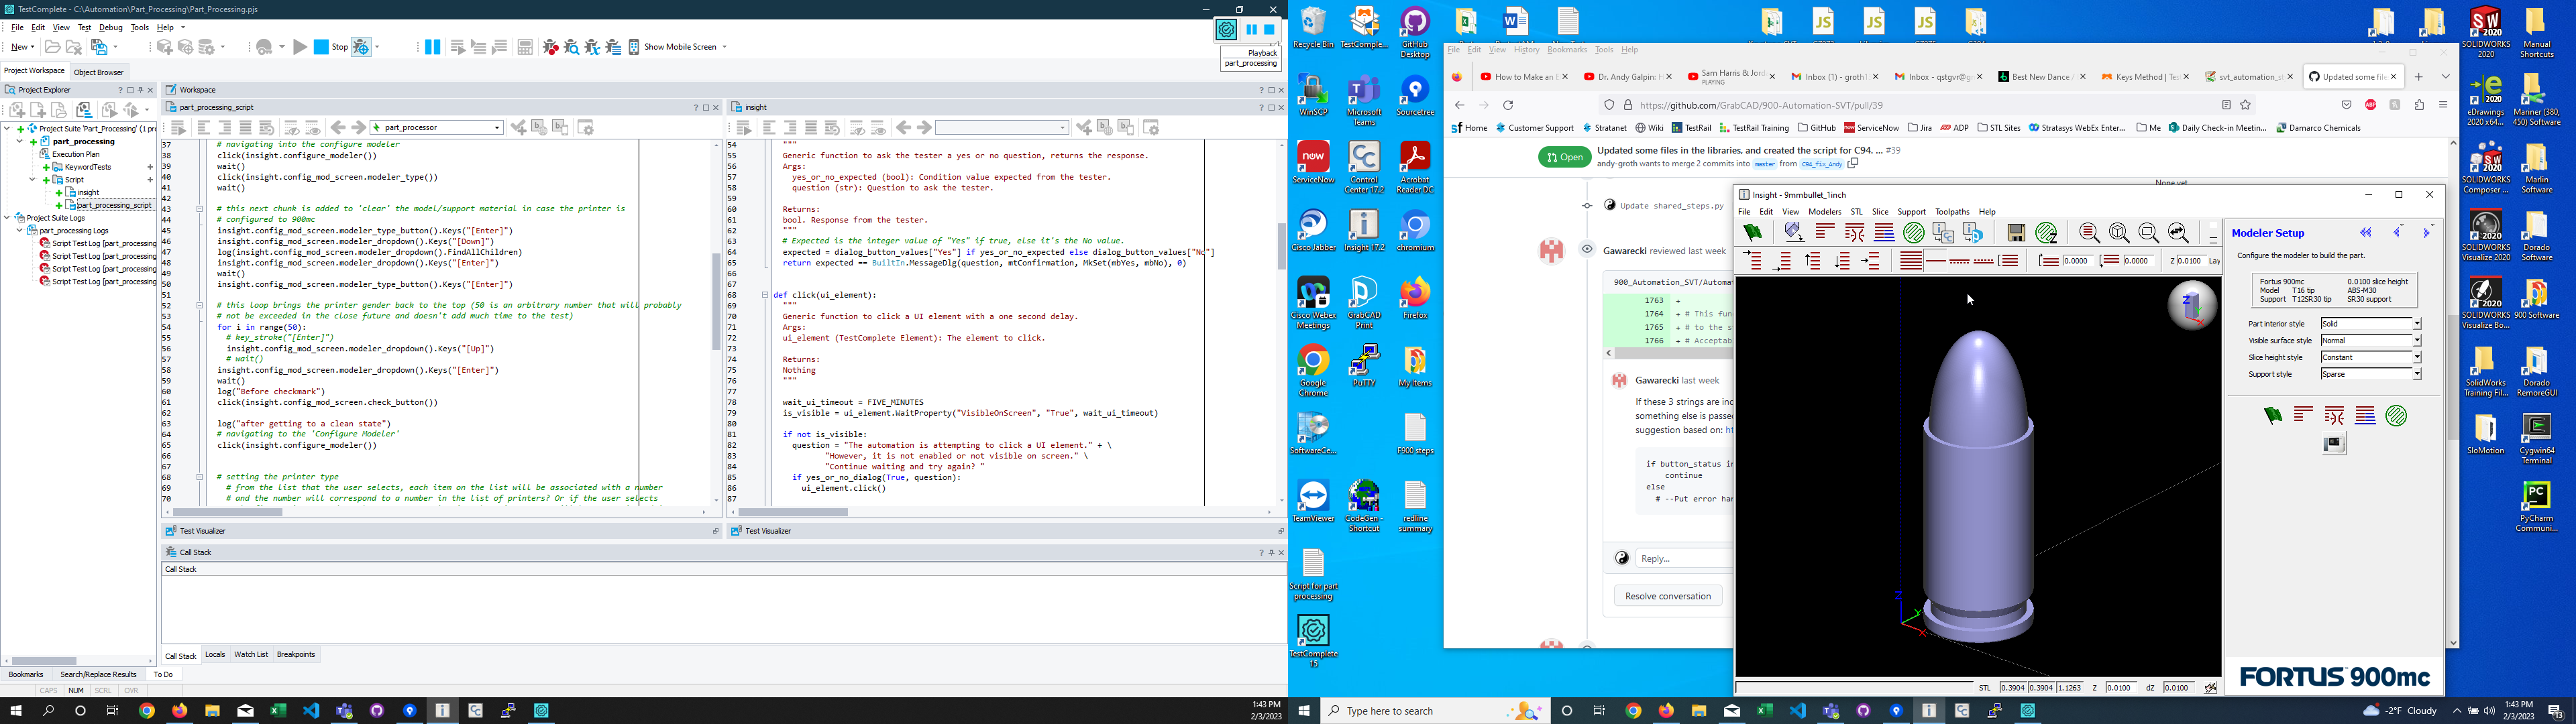 TestComplete - C:\Automation\Part_Processing\Part_Processing.pjs
File Edit View Test Debug Tools Help
New
Stop
Show Mobile Screen
Playback
part_processing
Project Workspace
Object Browser
Project Explorer
Project Suite 'Part_Processing' (1 pr
part_processing
Execution Plan
KeywordTests
Script
insight
part_processing_script
Project Suite Logs
part_processing Logs
Script Test Log [part_processing
Script Test Log [part_processing
Script Test Log [part_processing
Script Test Log [part_processing
Workspace
part_processing_script
part_processor
37 # navigating into the configure modeler
38 click(insight.configure_modeler())
39 wait()
40 click(insight.config_mod_screen.modeler_type())
41 wait()
42
43 # this next chunk is added to 'clear' the model/support material in case the printer is
44 # configured to 900mc
45 insight.config_mod_screen.modeler_type_button().Keys("[Enter]")
46 insight.config_mod_screen.modeler_dropdown().Keys("[Down]")
47 log(insight.config_mod_screen.modeler_dropdown().FindAllChildren)
48 insight.config_mod_screen.modeler_dropdown().Keys("[Enter]")
49 wait()
50 insight.config_mod_screen.modeler_type_button().Keys("[Enter]")
51
52 # this loop brings the printer gender back to the top (50 is an arbitrary number that will probably
53 # not be exceeded in the close future and doesn't add much time to the test)
54 for i in range(50):
55 # key_stroke("[Enter]")
56 insight.config_mod_screen.modeler_dropdown().Keys("[Up]")
57 # wait()
58 insight.config_mod_screen.modeler_dropdown().Keys("[Enter]")
59 wait()
60 log("Before checkmark")
61 click(insight.config_mod_screen.check_button())
62
63 log("after getting to a clean state")
64 # navigating to the 'Configure Modeler'
65 click(insight.configure_modeler())
66
67
68 # setting the printer type
69 # from the list that the user selects, each item on the list will be associated with a number
70 # and the number will correspond to a number in the list of printers? Or if the user selects
insight
54 """
55 Generic function to ask the tester a yes or no question, returns the response.
56 Args:
57 yes_or_no_expected (bool): Condition value expected from the tester.
58 question (str): Question to ask the tester.
59
60 Returns:
61 bool. Response from the tester.
62 """
63 # Expected is the integer value of "Yes" if true, else it's the No value.
64 expected = dialog_button_values["Yes"] if yes_or_no_expected else dialog_button_values["No"]
65 return expected == BuiltIn.MessageDlg(question, mtConfirmation, MkSet(mbYes, mbNo), 0)
66
67
68 def click(ui_element):
69 """
70 Generic function to click a UI element with a one second delay.
71 Args:
72 ui_element (TestComplete Element): The element to click.
73
74 Returns:
75 Nothing
76 """
77
78 wait_ui_timeout = FIVE_MINUTES
79 is_visible = ui_element.WaitProperty("VisibleOnScreen", "True", wait_ui_timeout)
80
81 if not is_visible:
82 question = "The automation is attempting to click a UI element." + \
83 "However, it is not enabled or not visible on screen." \
84 "Continue waiting and try again? "
85 if yes_or_no_dialog(True, question):
86 ui_element.click()
87
Test Visualizer
Test Visualizer
Call Stack
Call Stack
Call Stack Locals Watch List Breakpoints
Bookmarks Search/Replace Results To Do
CAPS NUM SCRL OVR
1:43 PM
2/3/2023
Recycle Bin
TestComple...
GitHub Desktop
WinSCP
Microsoft Teams
Sourcetree
ServiceNow
Control Center 17.2
Acrobat Reader DC
Cisco Jabber
Insight 17.2
chromium
Cisco Webex Meetings
GrabCAD Print
Firefox
Google Chrome
PuTTY
My Items
SoftwareCe...
F900 steps
TeamViewer
CodeGen - Shortcut
redline summary
Script for part processing
TestComplete 15
File Edit View History Bookmarks Tools Help
How to Make an E
Dr. Andy Galpin: H
Sam Harris & Jord
PLAYING
Inbox (1) - groth1
Inbox - qstgvr@g
Best New Dance /
Keys Method | Tes
svt_automation_st
Updated some file
https://github.com/GrabCAD/900-Automation-SVT/pull/39
Home Customer Support Stratanet Wiki TestRail TestRail Training GitHub ServiceNow Jira ADP STL Sites Stratasys WebEx Enter... Me Daily Check-in Meetin... Damarco Chemicals
Open
Updated some files in the libraries, and created the script for C94. ... #39
andy-groth wants to merge 2 commits into master from C94_fix_Andy
None yet
Update shared_steps.py
Gawarecki reviewed last week
900_Automation_SVT/Automat
1763 +
1764 + # This fun
1765 + # to the s
1766 + # Acceptab
Gawarecki last week
If these 3 strings are inc
something else is passe
suggestion based on: ht
if button_status in
continue
else
# --Put error han
Reply...
Resolve conversation
Insight - 9mmbullet_1inch
File Edit View Modelers STL Slice Support Toolpaths Help
0.0000
0.0000
Z 0.0100 Lay
Z
X
Y
Z
Modeler Setup
Configure the modeler to build the part.
Fortus 900mc 0.0100 slice height
Model T16 tip ABS-M30
Support T12SR30 tip SR30 support
Part interior style Solid
Visible surface style Normal
Slice height style Constant
Support style Sparse
FORTUS 900mc
STL 0.3904 0.3904 1.1263 Z 0.0100 dZ 0.0100
SOLIDWORKS 2020
Manual Shortcuts
eDrawings 2020 x64...
Mariner (380, 450) Software
SOLIDWORKS Composer ...
Marlin Software
SOLIDWORKS Visualize 2020
Dorado Software
SOLIDWORKS Visualize Bo...
900 Software
SolidWorks Training Fil...
Dorado RemoreGUI
SloMotion
Cygwin64 Terminal
PyCharm Communi...
Type here to search
-2°F Cloudy
1:43 PM
2/3/2023